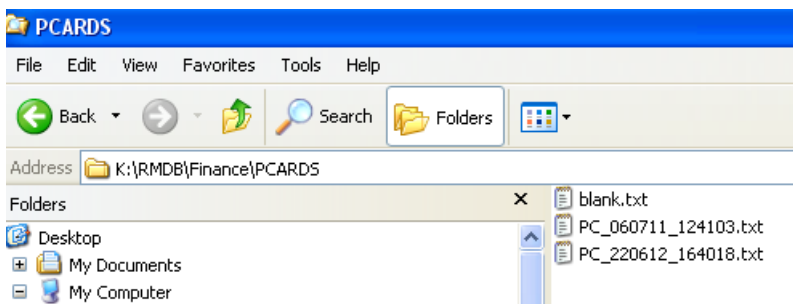 PCARDS
File Edit View Favorites Tools Help
Back Search Folders
Address K:\RMDB\Finance\PCARDS
Folders
Desktop
My Documents
My Computer
blank.txt
PC_060711_124103.txt
PC_220612_164018.txt